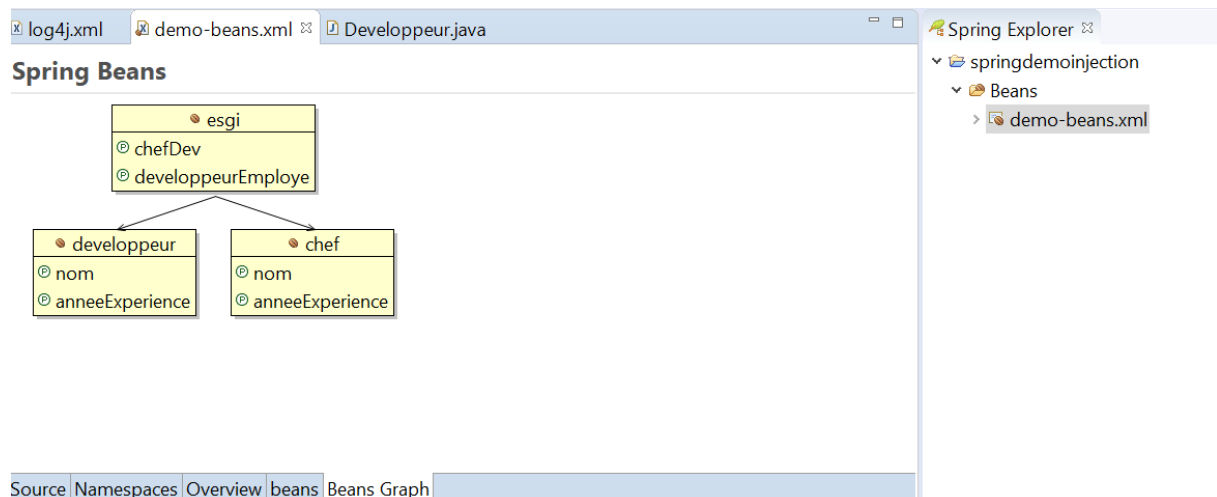 log4j.xml demo-beans.xml Developpeur.java
Spring Beans
esgi
chefDev
developpeurEmploye
developpeur
nom
anneeExperience
chef
nom
anneeExperience
Source Namespaces Overview beans Beans Graph
Spring Explorer
springdemoinjection
Beans
demo-beans.xml